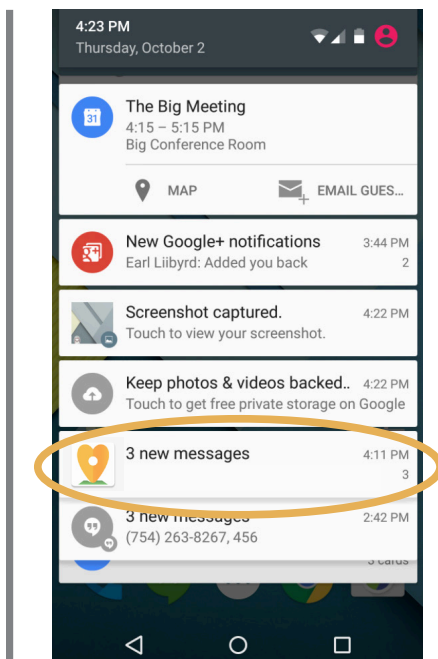 4:23 PM
Thursday, October 2
31
The Big Meeting
4:15 – 5:15 PM
Big Conference Room
MAP
EMAIL GUES...
New Google+ notifications 3:44 PM
Earl Liibyrd: Added you back 2
Screenshot captured. 4:22 PM
Touch to view your screenshot.
Keep photos & videos backed.. 4:22 PM
Touch to get free private storage on Google
3 new messages 4:11 PM
3
3 new messages 2:42 PM
(754) 263-8267, 456
3 cards